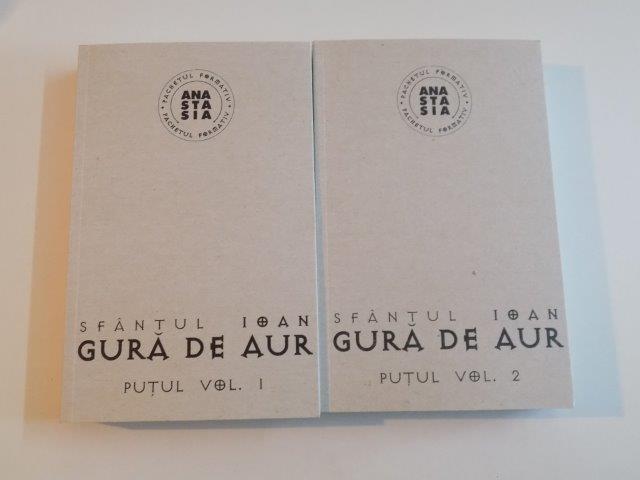 PACHETUL FORMATIV • PACHETUL FORMATIV •
ANA
STA
SIA
SFÂNTUL IOAN
GURĂ DE AUR
PUȚUL VOL. 1
PACHETUL FORMATIV • PACHETUL FORMATIV •
ANA
STA
SIA
SFÂNTUL IOAN
GURĂ DE AUR
PUȚUL VOL. 2